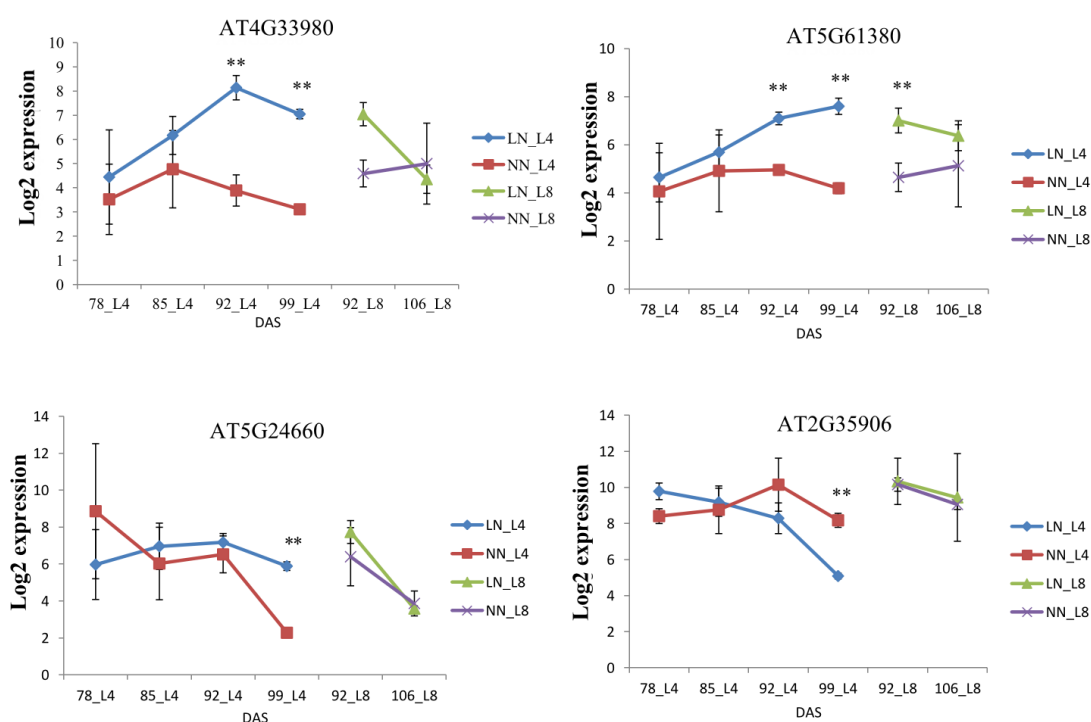 AT4G33980
Log2 expression
10
9
8
7
6
5
4
3
2
1
0
** **
78_L4 85_L4 92_L4 99_L4 92_L8 106_L8
DAS
LN_L4
NN_L4
LN_L8
NN_L8
AT5G61380
Log2 expression
10
8
6
4
2
0
** ** **
78_L4 85_L4 92_L4 99_L4 92_L8 106_L8
DAS
LN_L4
NN_L4
LN_L8
NN_L8
AT5G24660
Log2 expression
14
12
10
8
6
4
2
0
**
78_L4 85_L4 92_L4 99_L4 92_L8 106_L8
DAS
LN_L4
NN_L4
LN_L8
NN_L8
AT2G35906
Log2 expression
14
12
10
8
6
4
2
0
**
78_L4 85_L4 92_L4 99_L4 92_L8 106_L8
DAS
LN_L4
NN_L4
LN_L8
NN_L8